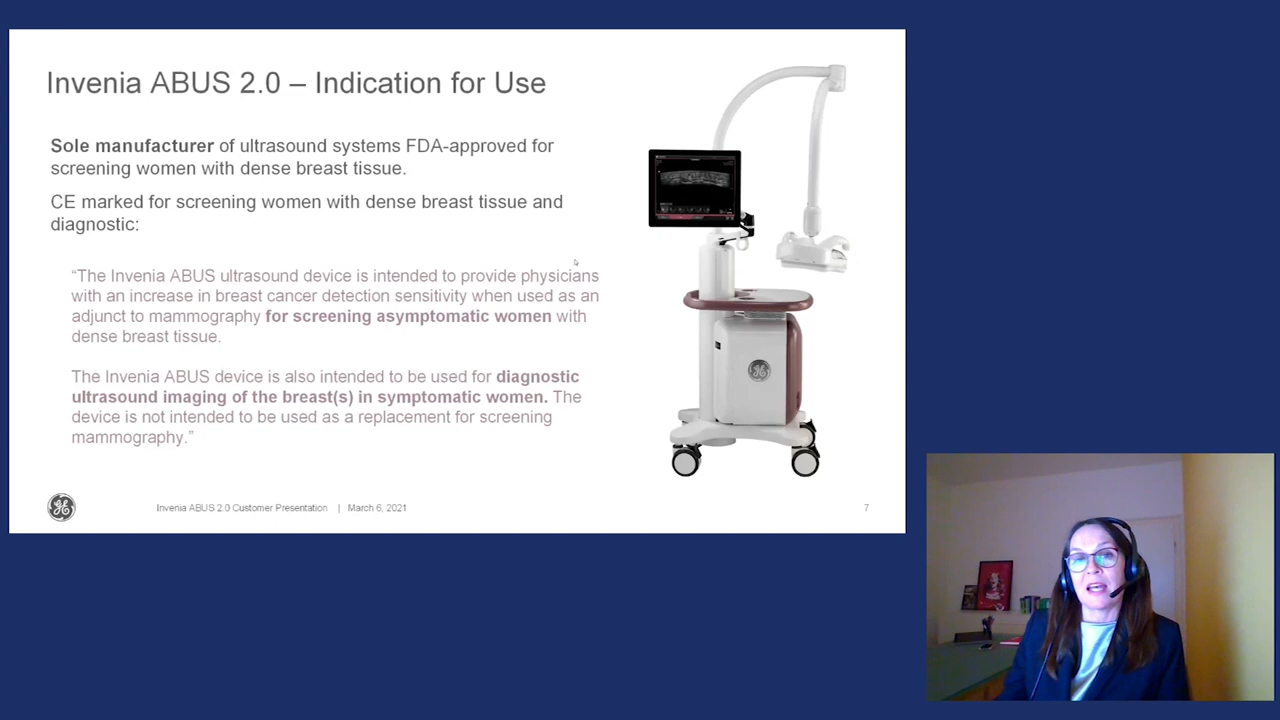 Invenia ABUS 2.0 – Indication for Use
Sole manufacturer of ultrasound systems FDA-approved for
screening women with dense breast tissue.
CE marked for screening women with dense breast tissue and
diagnostic:
“The Invenia ABUS ultrasound device is intended to provide physicians
with an increase in breast cancer detection sensitivity when used as an
adjunct to mammography for screening asymptomatic women with
dense breast tissue.
The Invenia ABUS device is also intended to be used for diagnostic
ultrasound imaging of the breast(s) in symptomatic women. The
device is not intended to be used as a replacement for screening
mammography.”
GE
GE
Invenia ABUS 2.0 Customer Presentation | March 6, 2021
7